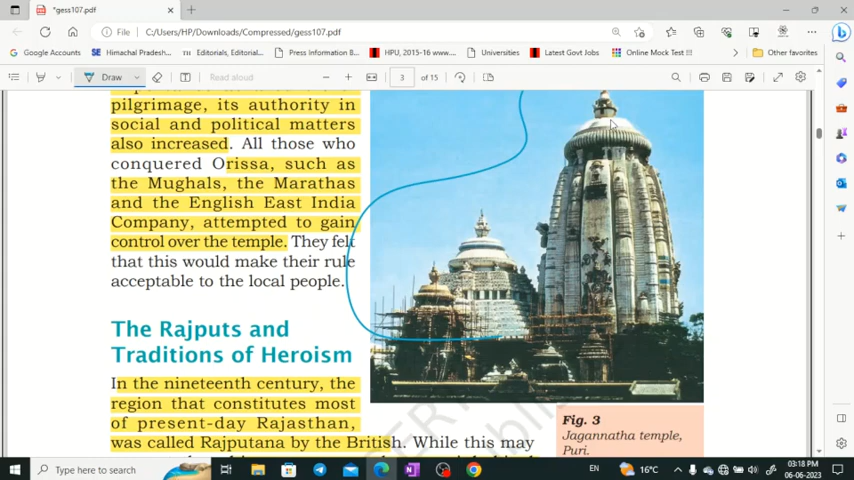 *gess107.pdf
File
C:/Users/HP/Downloads/Compressed/gess107.pdf
Google Accounts
Himachal Pradesh...
Editorials, Editorial...
Press Information B...
HPU, 2015-16 www...
Universities
Latest Govt Jobs
Online Mock Test !!!
Other favorites
Draw
Read aloud
3
of 15
pilgrimage, its authority in
social and political matters
also increased. All those who
conquered Orissa, such as
the Mughals, the Marathas
and the English East India
Company, attempted to gain
control over the temple. They felt
that this would make their rule
acceptable to the local people.
The Rajputs and
Traditions of Heroism
In the nineteenth century, the
region that constitutes most
of present-day Rajasthan,
was called Rajputana by the British. While this may
Fig. 3
Jagannatha temple,
Puri.
Type here to search
EN
16°C
03:18 PM
06-06-2023